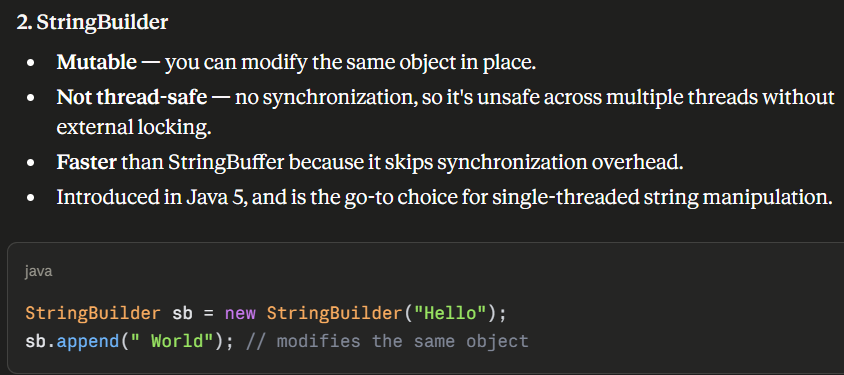 2. StringBuilder
• Mutable — you can modify the same object in place.
• Not thread-safe — no synchronization, so it's unsafe across multiple threads without
external locking.
• Faster than StringBuffer because it skips synchronization overhead.
• Introduced in Java 5, and is the go-to choice for single-threaded string manipulation.
java
StringBuilder sb = new StringBuilder("Hello");
sb.append(" World"); // modifies the same object